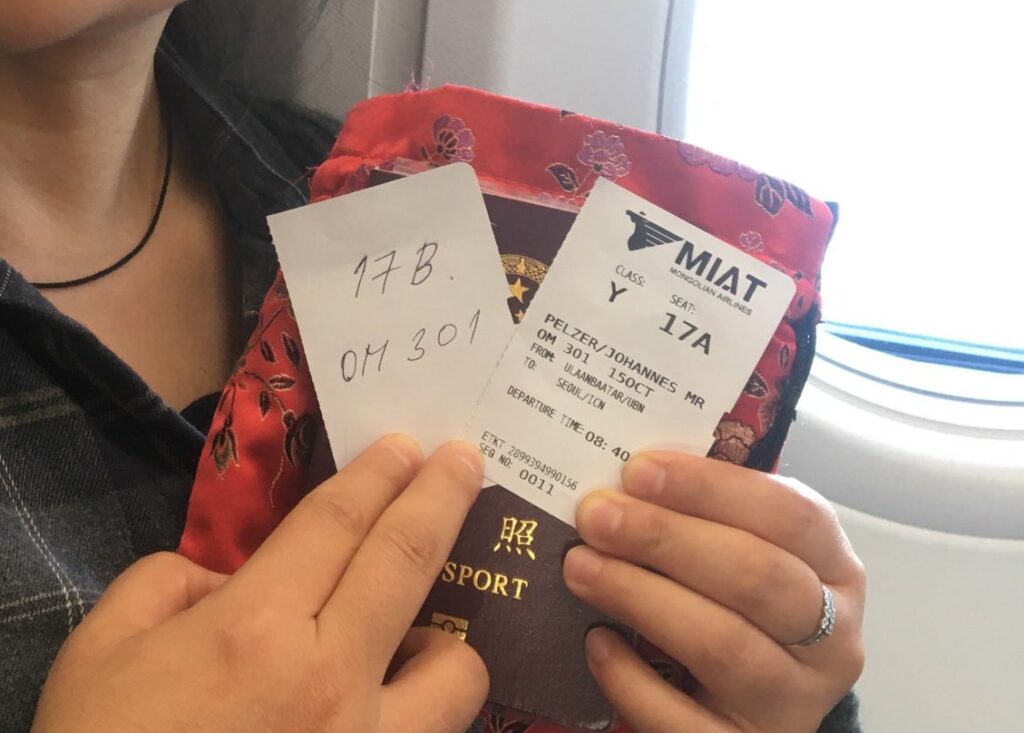 17B.
OM 301
MIAT
MONGOLIAN AIRLINES
CLASS: SEAT:
Y 17A
PELZER/JOHANNES MR
OM 301 15OCT
FROM: ULAANBAATAR/UBN
TO: SEOUL/ICN
DEPARTURE TIME: 08:40
ETKT 2899394990156
SEQ NO: 0011
照
SPORT